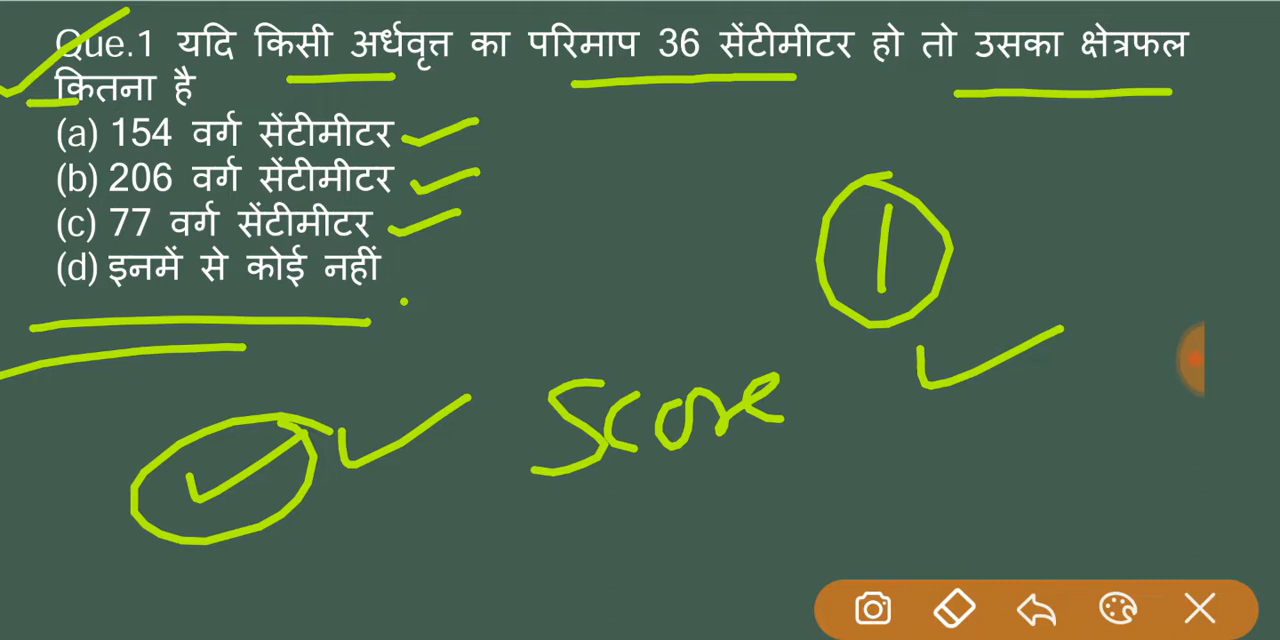 Que.1 यदि किसी अर्धवृत्त का परिमाप 36 सेंटीमीटर हो तो उसका क्षेत्रफल
कितना है
(a) 154 वर्ग सेंटीमीटर
(b) 206 वर्ग सेंटीमीटर
(c) 77 वर्ग सेंटीमीटर
(d) इनमें से कोई नहीं
1
Score